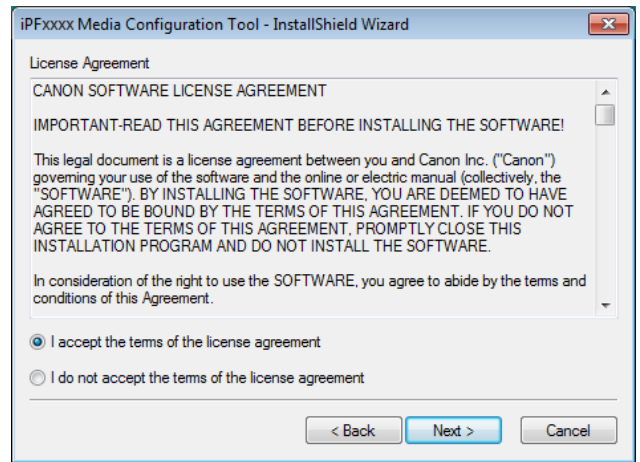 iPFxxxx Media Configuration Tool - InstallShield Wizard
License Agreement
CANON SOFTWARE LICENSE AGREEMENT
IMPORTANT-READ THIS AGREEMENT BEFORE INSTALLING THE SOFTWARE!
This legal document is a license agreement between you and Canon Inc. ("Canon")
governing your use of the software and the online or electric manual (collectively, the
"SOFTWARE"). BY INSTALLING THE SOFTWARE, YOU ARE DEEMED TO HAVE
AGREED TO BE BOUND BY THE TERMS OF THIS AGREEMENT. IF YOU DO NOT
AGREE TO THE TERMS OF THIS AGREEMENT, PROMPTLY CLOSE THIS
INSTALLATION PROGRAM AND DO NOT INSTALL THE SOFTWARE.
In consideration of the right to use the SOFTWARE, you agree to abide by the terms and
conditions of this Agreement.
I accept the terms of the license agreement
I do not accept the terms of the license agreement
< Back Next > Cancel